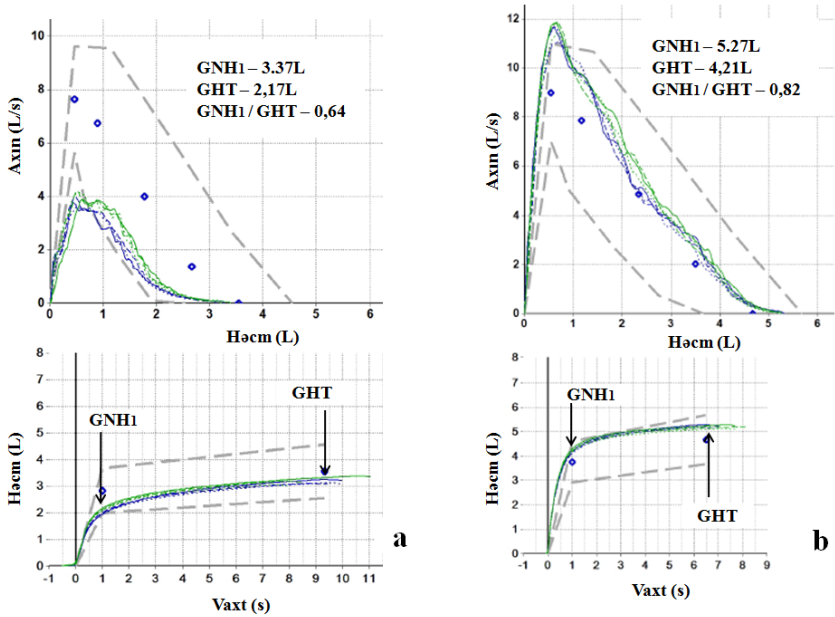 10
8
6
4
2
0
Axın (L/s)
GNH1 – 3.37L
GHT – 2,17L
GNH1 / GHT – 0,64
0 1 2 3 4 5 6
Həcm (L)
12
10
8
6
4
2
0
Axın (L/s)
GNH1 – 5.27L
GHT – 4,21L
GNH1 / GHT – 0,82
0 1 2 3 4 5 6
Həcm (L)
8
7
6
5
4
3
2
1
0
Həcm (L)
GNH1
GHT
-1 0 1 2 3 4 5 6 7 8 9 10 11
Vaxt (s)
a
8
7
6
5
4
3
2
1
0
Həcm (L)
GNH1
GHT
-1 0 1 2 3 4 5 6 7 8 9
Vaxt (s)
b